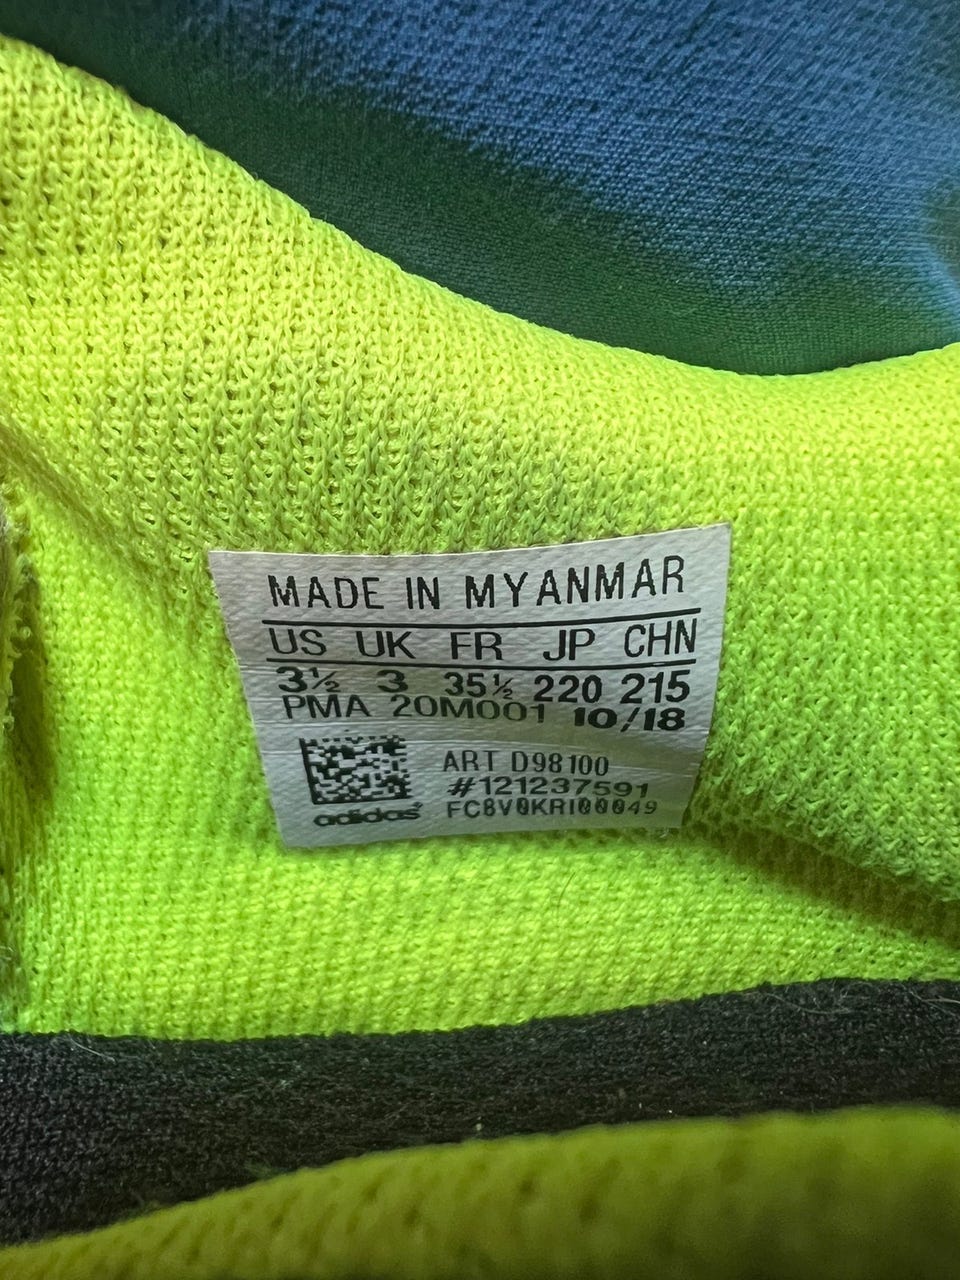 MADE IN MYANMAR
US UK FR JP CHN
3½ 3 35½ 220 215
PMA 20M001 10/18
ART D98100
#121237591
FC8V0KRI00049
adidas